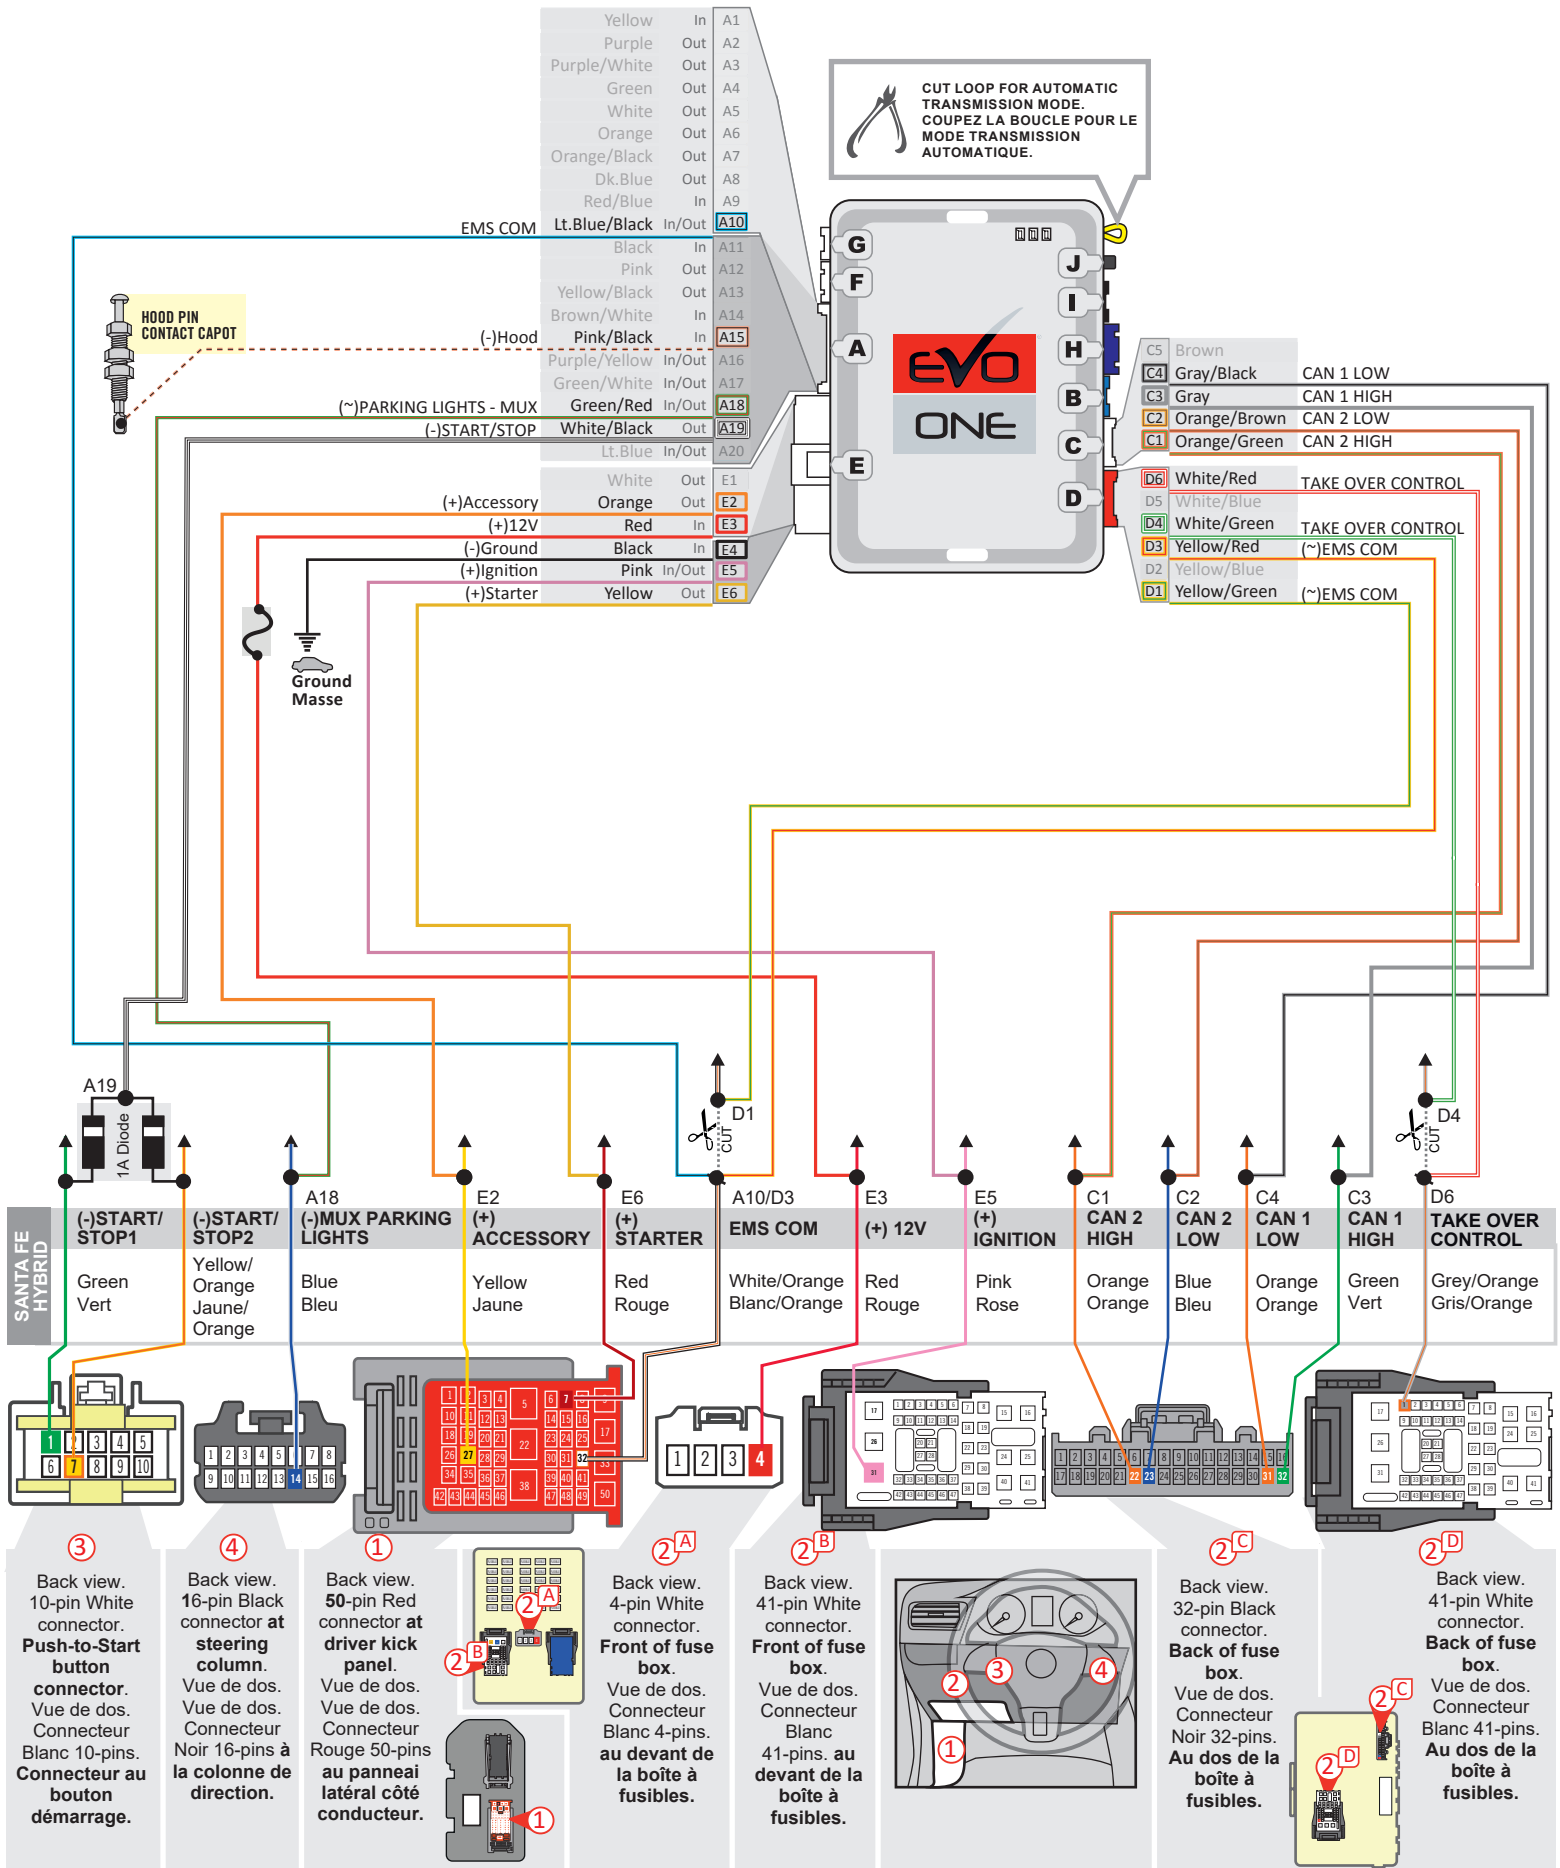 Yellow In A1
Purple Out A2
Purple/White Out A3
Green Out A4
White Out A5
Orange Out A6
Orange/Black Out A7
Dk.Blue Out A8
Red/Blue In A9
EMS COM Lt.Blue/Black In/Out A10
Black In A11
Pink Out A12
Yellow/Black Out A13
Brown/White In A14
(-)Hood Pink/Black In A15
Purple/Yellow In/Out A16
Green/White In/Out A17
(~)PARKING LIGHTS - MUX Green/Red In/Out A18
(-)START/STOP White/Black Out A19
Lt.Blue In/Out A20
White Out E1
(+)Accessory Orange Out E2
(+)12V Red In E3
(-)Ground Black In E4
(+)Ignition Pink In/Out E5
(+)Starter Yellow Out E6
CUT LOOP FOR AUTOMATIC
TRANSMISSION MODE.
COUPEZ LA BOUCLE POUR LE
MODE TRANSMISSION
AUTOMATIQUE.
HOOD PIN
CONTACT CAPOT
G
F
A
E
J
I
H
B
C
D
EVO
ONE
C5 Brown
C4 Gray/Black CAN 1 LOW
C3 Gray CAN 1 HIGH
C2 Orange/Brown CAN 2 LOW
C1 Orange/Green CAN 2 HIGH
D6 White/Red TAKE OVER CONTROL
D5 White/Blue
D4 White/Green TAKE OVER CONTROL
D3 Yellow/Red (~)EMS COM
D2 Yellow/Blue
D1 Yellow/Green (~)EMS COM
Ground
Masse
A19
1A Diode
D1
CUT
D4
CUT
A18
E2
E6
A10/D3
E3
E5
C1
C2
C4
C3
D6
SANTA FE
HYBRID
(-)START/
STOP1
(-)START/
STOP2
(-)MUX PARKING
LIGHTS
(+)
ACCESSORY
(+)
STARTER
EMS COM
(+) 12V
(+)
IGNITION
CAN 2
HIGH
CAN 2
LOW
CAN 1
LOW
CAN 1
HIGH
TAKE OVER
CONTROL
Green
Vert
Yellow/
Orange
Jaune/
Orange
Blue
Bleu
Yellow
Jaune
Red
Rouge
White/Orange
Blanc/Orange
Red
Rouge
Pink
Rose
Orange
Orange
Blue
Bleu
Orange
Orange
Green
Vert
Grey/Orange
Gris/Orange
3
Back view.
10-pin White
connector.
Push-to-Start
button
connector.
Vue de dos.
Connecteur
Blanc 10-pins.
Connecteur au
bouton
démarrage.
4
Back view.
16-pin Black
connector at
steering
column.
Vue de dos.
Vue de dos.
Connecteur
Noir 16-pins à
la colonne de
direction.
1
Back view.
50-pin Red
connector at
driver kick
panel.
Vue de dos.
Vue de dos.
Connecteur
Rouge 50-pins
au panneai
latéral côté
conducteur.
2 A
2 B
1
2 A
Back view.
4-pin White
connector.
Front of fuse
box.
Vue de dos.
Connecteur
Blanc 4-pins.
au devant de
la boîte à
fusibles.
2 B
Back view.
41-pin White
connector.
Front of fuse
box.
Vue de dos.
Connecteur
Blanc
41-pins. au
devant de la
boîte à
fusibles.
2
3
4
1
2 C
Back view.
32-pin Black
connector.
Back of fuse
box.
Vue de dos.
Connecteur
Noir 32-pins.
Au dos de la
boîte à
fusibles.
2 D
Back view.
41-pin White
connector.
Back of fuse
box.
Vue de dos.
Connecteur
Blanc 41-pins.
Au dos de la
boîte à
fusibles.
2 C
2 D